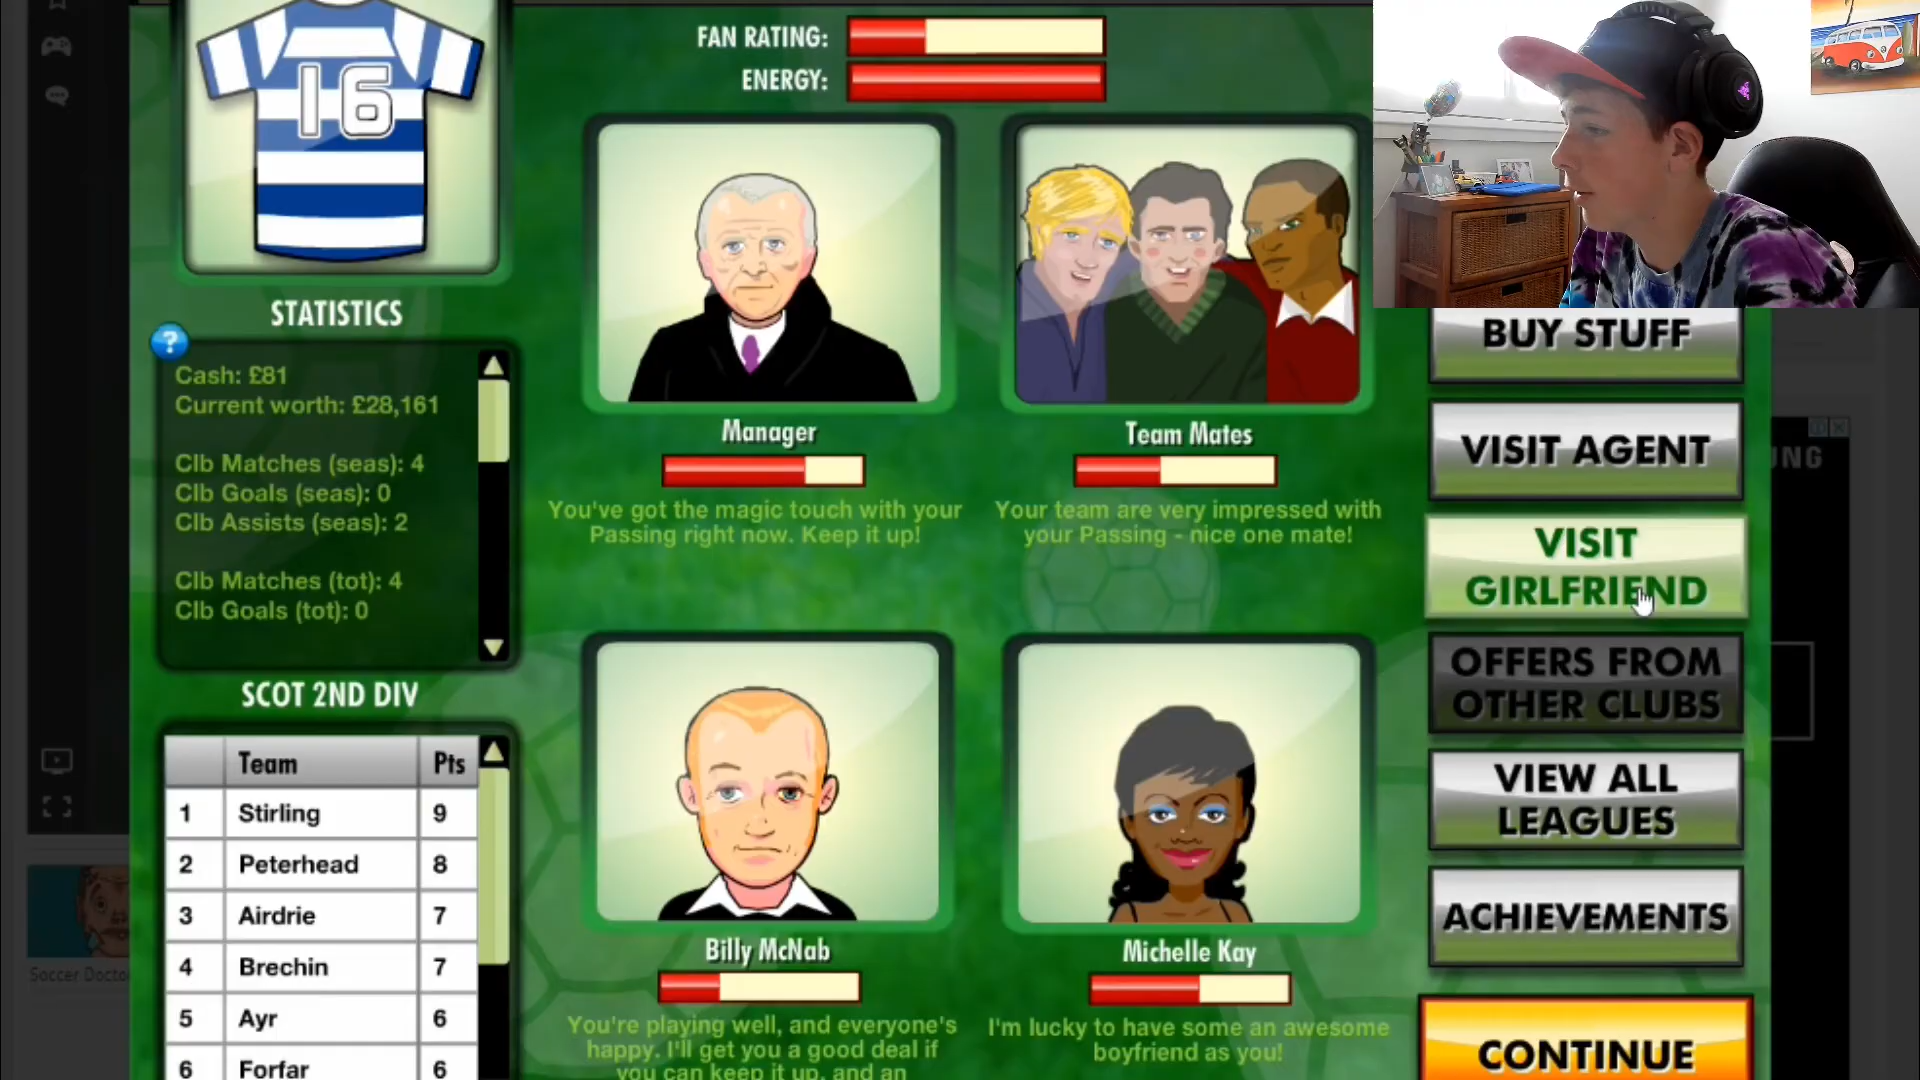 16
FAN RATING:
ENERGY:
STATISTICS
?
Cash: £81
Current worth: £28,161
Clb Matches (seas): 4
Clb Goals (seas): 0
Clb Assists (seas): 2
Clb Matches (tot): 4
Clb Goals (tot): 0
SCOT 2ND DIV
Team Pts
1 Stirling 9
2 Peterhead 8
3 Airdrie 7
4 Brechin 7
5 Ayr 6
6 Forfar 6
Manager
You've got the magic touch with your
Passing right now. Keep it up!
Team Mates
Your team are very impressed with
your Passing - nice one mate!
Billy McNab
You're playing well, and everyone's
happy. I'll get you a good deal if
you can keep it up, and an
Michelle Kay
I'm lucky to have some an awesome
boyfriend as you!
BUY STUFF
VISIT AGENT
VISIT
GIRLFRIEND
OFFERS FROM
OTHER CLUBS
VIEW ALL
LEAGUES
ACHIEVEMENTS
CONTINUE
Soccer Docto
UNG